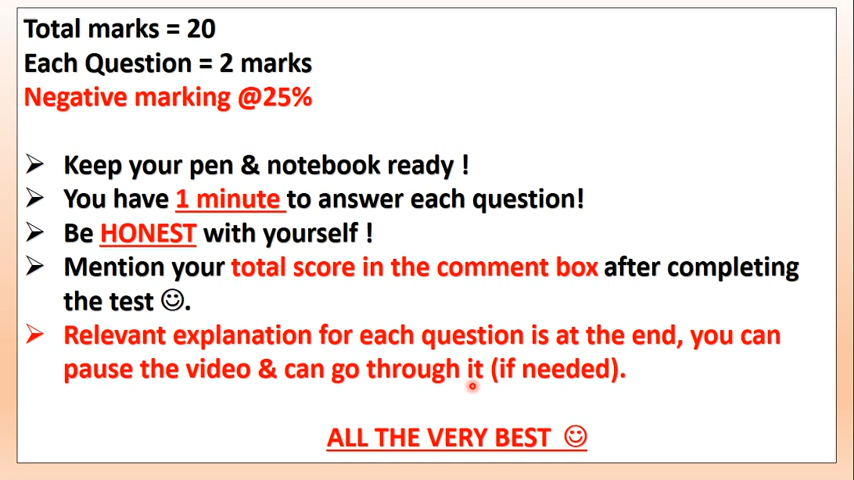 Total marks = 20
Each Question = 2 marks
Negative marking @25%
➢ Keep your pen & notebook ready !
➢ You have 1 minute to answer each question!
➢ Be HONEST with yourself !
➢ Mention your total score in the comment box after completing
the test ☺.
➢ Relevant explanation for each question is at the end, you can
pause the video & can go through it (if needed).
ALL THE VERY BEST ☺